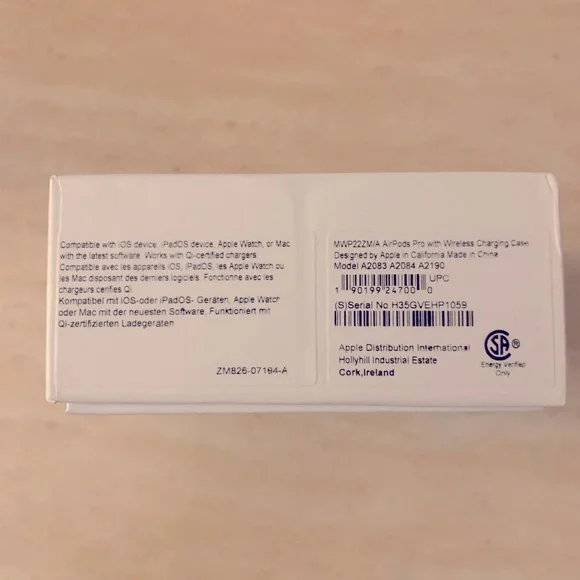 Compatible with iOS device, iPadOS device, Apple Watch, or Mac
with the latest software. Works with Qi-certified chargers
Compatible avec les appareils iOS, iPadOS, les Apple Watch ou
les Mac disposant des derniers logiciels. Fonctionne avec les
chargeurs cerifies Qi
Kompatibel mit iOS-oder iPadOS- Geräten, Apple Watch
oder Mac mit der neuesten Software, Funktioniert mit
Qi-zertifizierten Ladegeräten
ZM826-07194-A
MWP22ZM/A AirPods Pro with Wireless Charging Case
Designed by Apple in California Made in China
Model A2083 A2084 A2190
UPC
1 90199 24700 0
(S)Serial No.H35GVEHP1059
Apple Distribution International
Hollyhill Industrial Estate
Cork,Ireland
SA ®
Energy Verified
Only